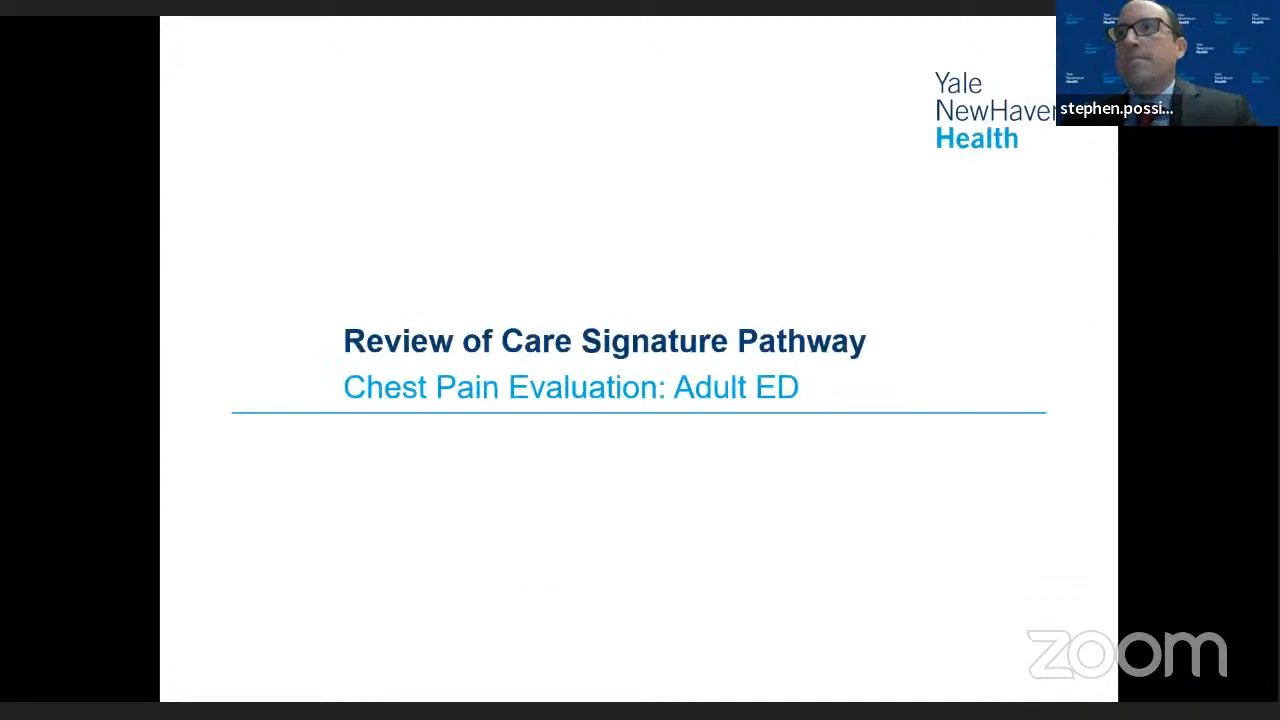 Yale
NewHaven
Health
stephen.possi...
Review of Care Signature Pathway
Chest Pain Evaluation: Adult ED
zoom